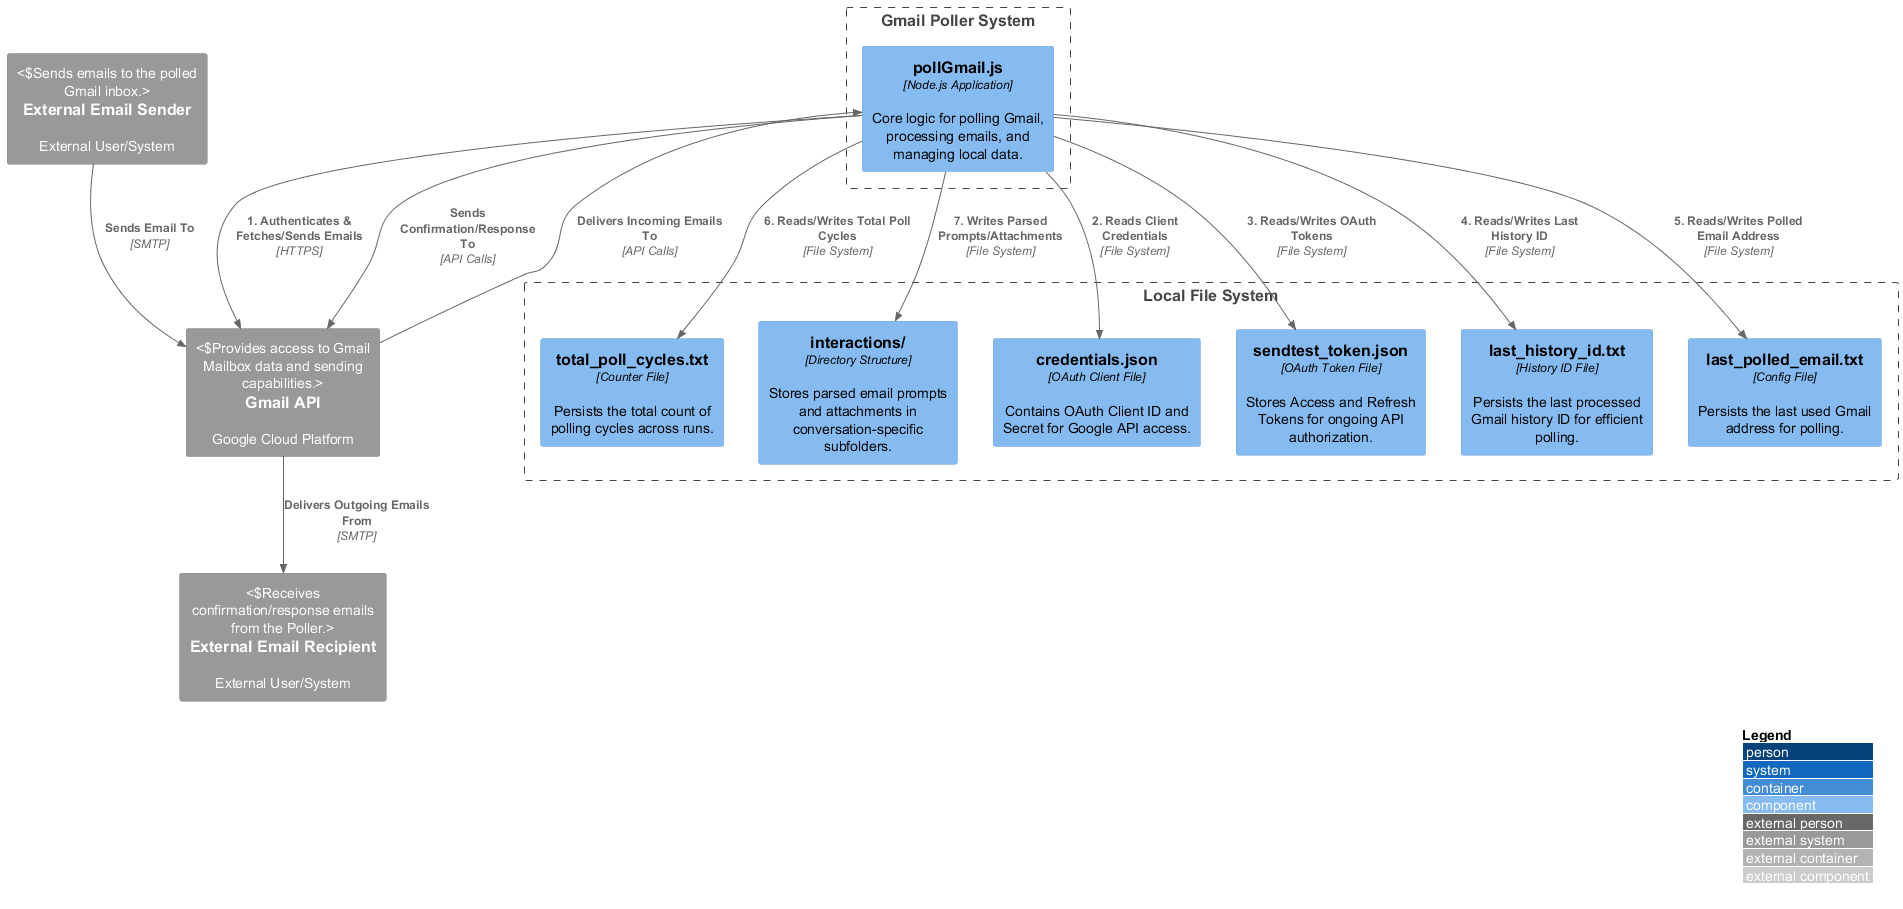 Gmail Poller System
pollGmail.js
[Node.js Application]
Core logic for polling Gmail,
processing emails, and
managing local data.
<$Sends emails to the polled
Gmail inbox.>
External Email Sender
External User/System
Sends Email To
[SMTP]
1. Authenticates &
Fetches/Sends Emails
[HTTPS]
Sends
Confirmation/Response
To
[API Calls]
Delivers Incoming Emails
To
[API Calls]
6. Reads/Writes Total Poll
Cycles
[File System]
7. Writes Parsed
Prompts/Attachments
[File System]
2. Reads Client
Credentials
[File System]
3. Reads/Writes OAuth
Tokens
[File System]
4. Reads/Writes Last
History ID
[File System]
5. Reads/Writes Polled
Email Address
[File System]
Local File System
<$Provides access to Gmail
Mailbox data and sending
capabilities.>
Gmail API
Google Cloud Platform
total_poll_cycles.txt
[Counter File]
Persists the total count of
polling cycles across runs.
interactions/
[Directory Structure]
Stores parsed email prompts
and attachments in
conversation-specific
subfolders.
credentials.json
[OAuth Client File]
Contains OAuth Client ID and
Secret for Google API access.
sendtest_token.json
[OAuth Token File]
Stores Access and Refresh
Tokens for ongoing API
authorization.
last_history_id.txt
[History ID File]
Persists the last processed
Gmail history ID for efficient
polling.
last_polled_email.txt
[Config File]
Persists the last used Gmail
address for polling.
Delivers Outgoing Emails
From
[SMTP]
<$Receives
confirmation/response emails
from the Poller.>
External Email Recipient
External User/System
Legend
person
system
container
component
external person
external system
external container
external component